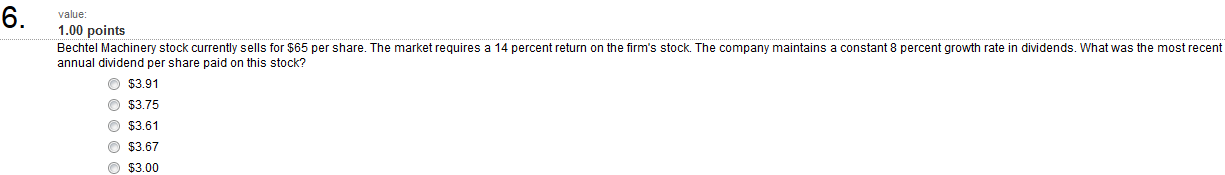 6.
value:
1.00 points
Bechtel Machinery stock currently sells for $65 per share. The market requires a 14 percent return on the firm's stock. The company maintains a constant 8 percent growth rate in dividends. What was the most recent
annual dividend per share paid on this stock?
$3.91
$3.75
$3.61
$3.67
$3.00